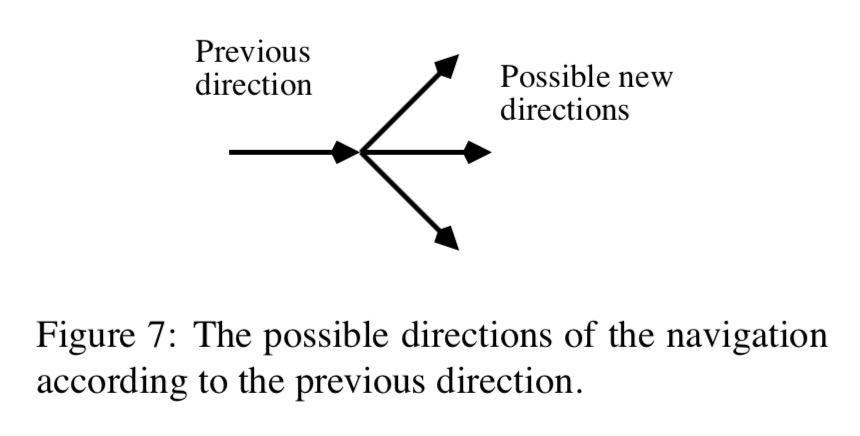 Previous
direction
Possible new
directions
Figure 7: The possible directions of the navigation
according to the previous direction.